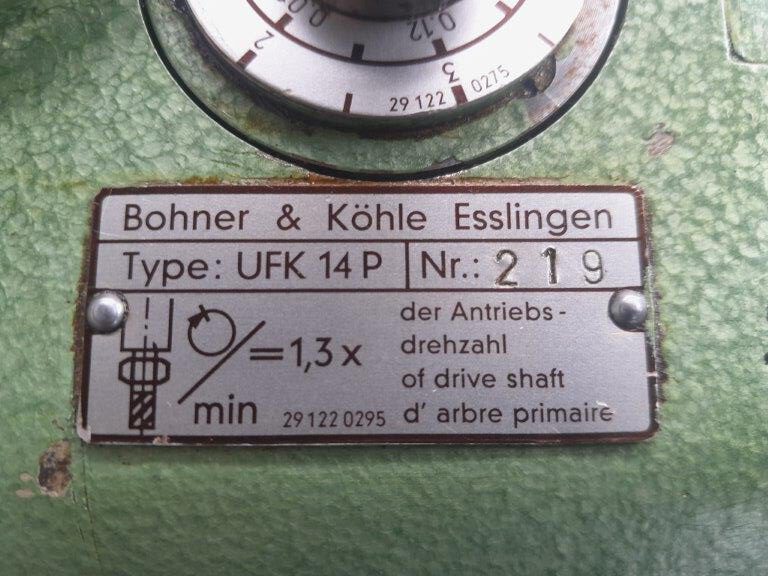 2
0.12
3
29 122 0275
Bohner & Köhle Esslingen
Type: UFK 14 P Nr.: 219
der Antriebs-
drehzahl
=1,3 x
of drive shaft
min 29 122 0295 d' arbre primaire